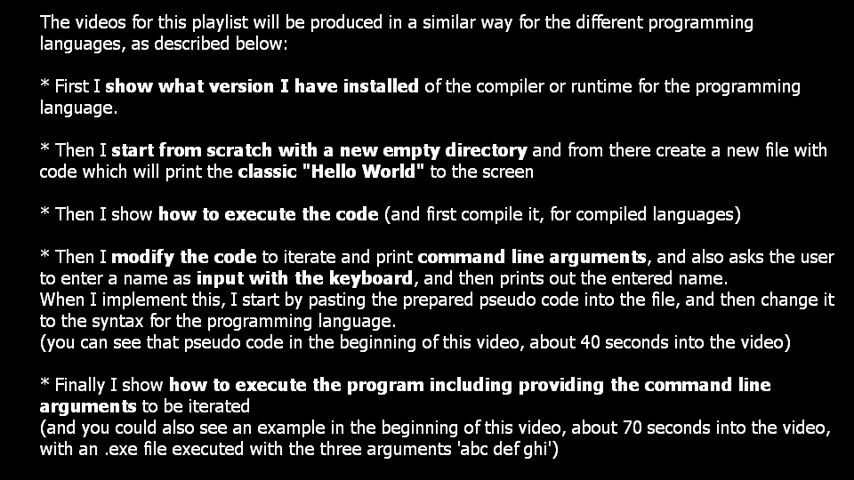 The videos for this playlist will be produced in a similar way for the different programming
languages, as described below:
* First I show what version I have installed of the compiler or runtime for the programming
language.
* Then I start from scratch with a new empty directory and from there create a new file with
code which will print the classic "Hello World" to the screen
* Then I show how to execute the code (and first compile it, for compiled languages)
* Then I modify the code to iterate and print command line arguments, and also asks the user
to enter a name as input with the keyboard, and then prints out the entered name.
When I implement this, I start by pasting the prepared pseudo code into the file, and then change it
to the syntax for the programming language.
(you can see that pseudo code in the beginning of this video, about 40 seconds into the video)
* Finally I show how to execute the program including providing the command line
arguments to be iterated
(and you could also see an example in the beginning of this video, about 70 seconds into the video,
with an .exe file executed with the three arguments 'abc def ghi')